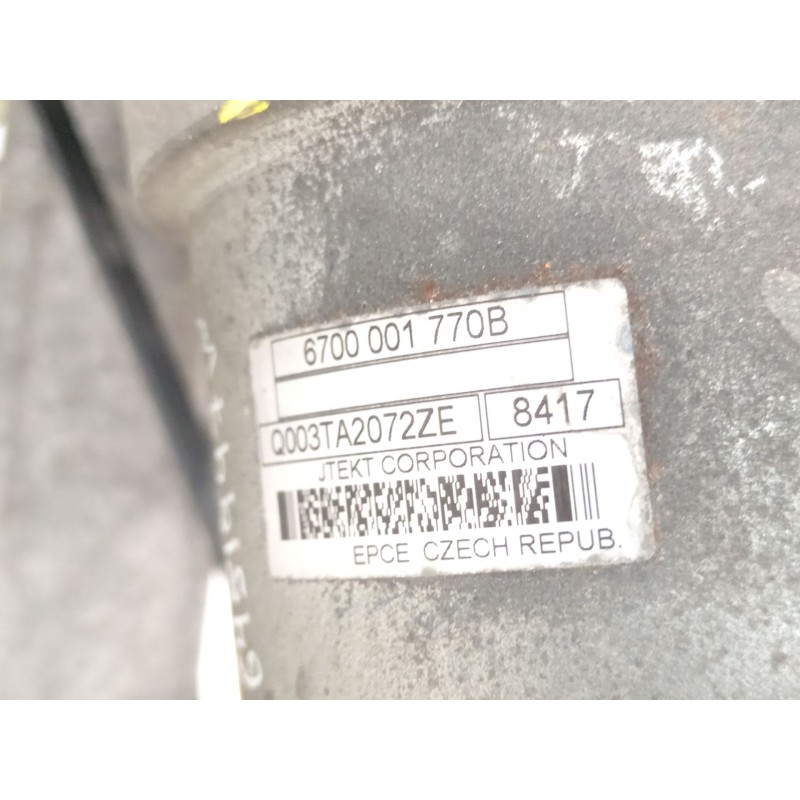 6700 001 770B
Q003TA2072ZE 8417
JTEKT CORPORATION
EPCE CZECH REPUB.